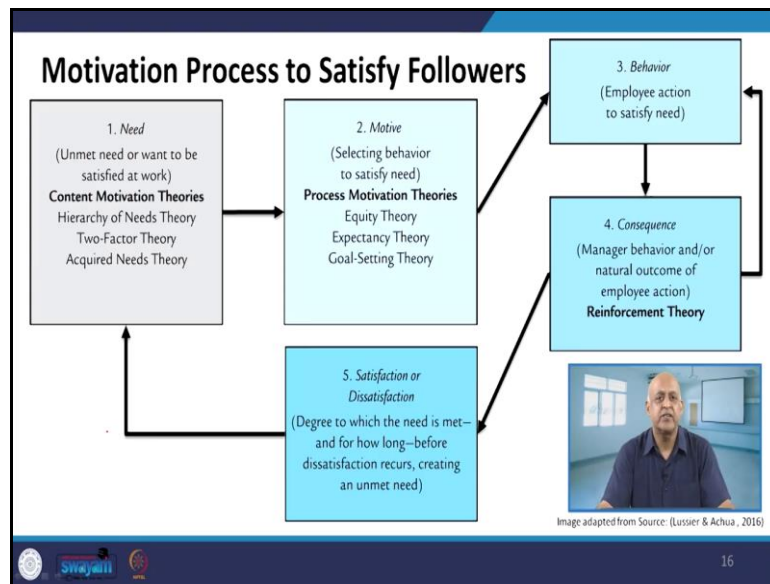 Motivation Process to Satisfy Followers
1. Need
(Unmet need or want to be
satisfied at work)
Content Motivation Theories
Hierarchy of Needs Theory
Two-Factor Theory
Acquired Needs Theory
2. Motive
(Selecting behavior
to satisfy need)
Process Motivation Theories
Equity Theory
Expectancy Theory
Goal-Setting Theory
3. Behavior
(Employee action
to satisfy need)
4. Consequence
(Manager behavior and/or
natural outcome of
employee action)
Reinforcement Theory
5. Satisfaction or
Dissatisfaction
(Degree to which the need is met—
and for how long—before
dissatisfaction recurs, creating
an unmet need)
Image adapted from Source: (Lussier & Achua , 2016)
swayam
16